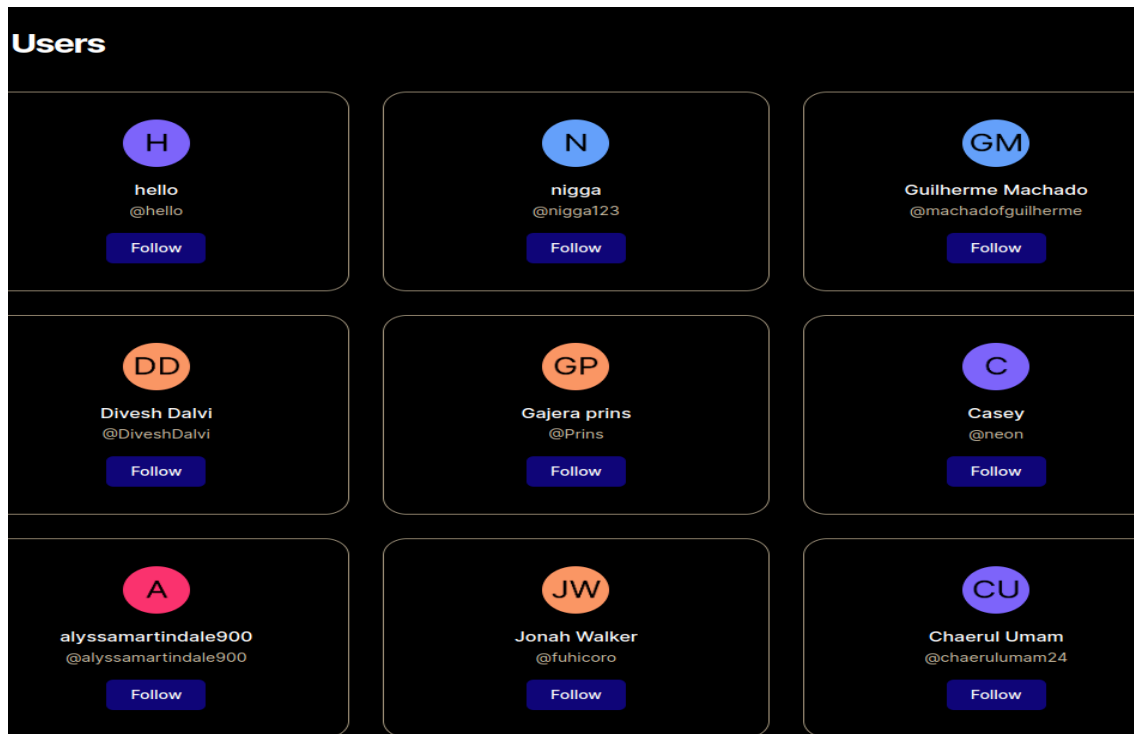 Users
H
hello
@hello
Follow
N
nigga
@nigga123
Follow
GM
Guilherme Machado
@machadofguilherme
Follow
DD
Divesh Dalvi
@DiveshDalvi
Follow
GP
Gajera prins
@Prins
Follow
C
Casey
@neon
Follow
A
alyssamartindale900
@alyssamartindale900
Follow
JW
Jonah Walker
@fuhicoro
Follow
CU
Chaerul Umam
@chaerulumam24
Follow